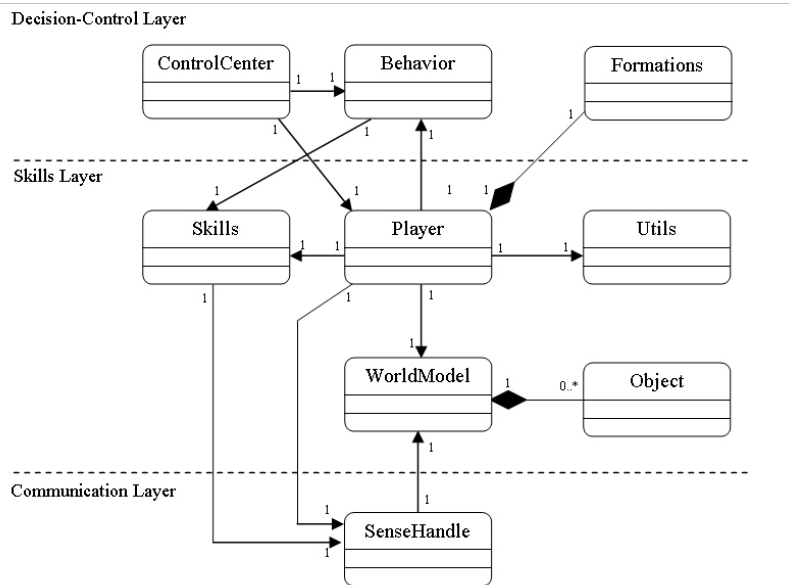 Decision-Control Layer
ControlCenter
Behavior
Formations
1
1
1
1
1
1
Skills Layer
1
1
1
1
Skills
Player
Utils
1
1
1
1
1
1
1
1
WorldModel
1
0..*
Object
1
Communication Layer
1
1
1
SenseHandle